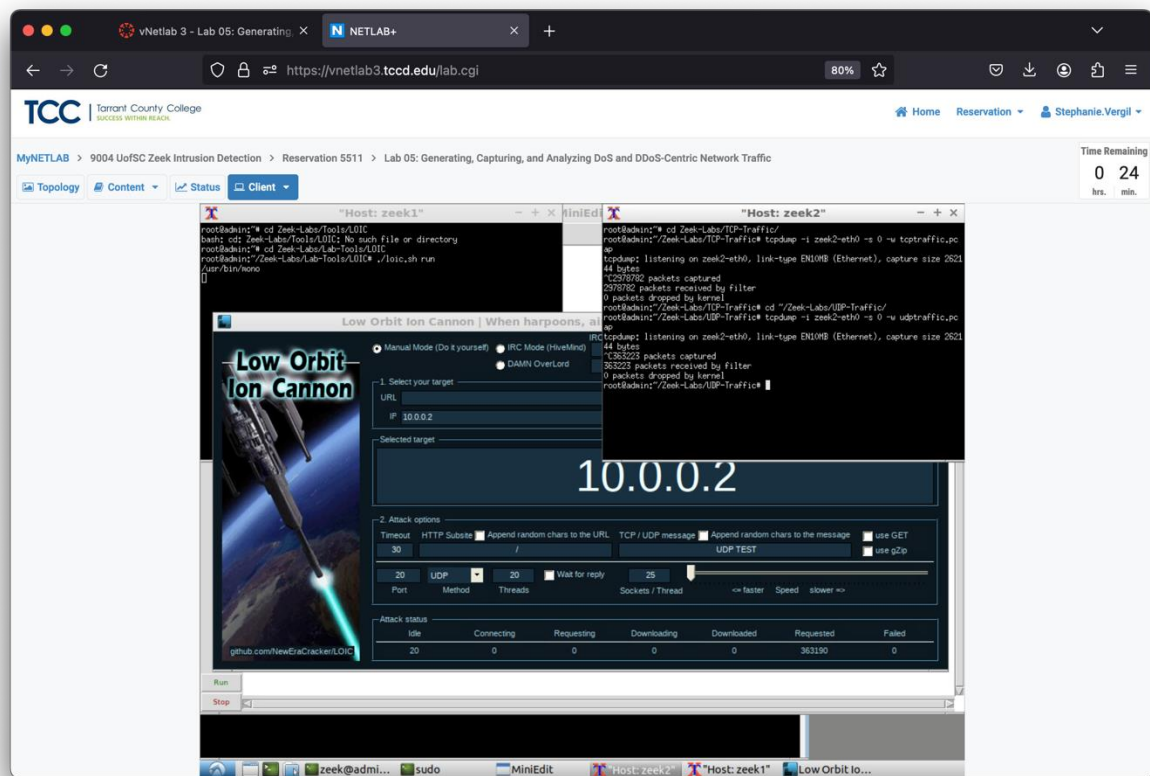 vNetlab 3 - Lab 05: Generating,
NETLAB+
https://vnetlab3.tccd.edu/lab.cgi
80%
TCC Tarrant County College
SUCCESS WITHIN REACH.
Home Reservation Stephanie.Vergil
MyNETLAB > 9004 UofSC Zeek Intrusion Detection > Reservation 5511 > Lab 05: Generating, Capturing, and Analyzing DoS and DDoS-Centric Network Traffic
Time Remaining
0 24
hrs. min.
Topology Content Status Client
"Host: zeek1"
root@admin:~# cd Zeek-Labs/Tools/LOIC
bash: cd: Zeek-Labs/Tools/LOIC: No such file or directory
root@admin:~# cd Zeek-Labs/Lab-Tools/LOIC
root@admin:~/Zeek-Labs/Lab-Tools/LOIC# ./loic.sh run
/usr/bin/mono
MiniEdi
"Host: zeek2"
root@admin:~# cd Zeek-Labs/TCP-Traffic/
root@admin:~/Zeek-Labs/TCP-Traffic# tcpdump -i zeek2-eth0 -s 0 -w tcptraffic.pc
ap
tcpdump: listening on zeek2-eth0, link-type EN10MB (Ethernet), capture size 2621
44 bytes
^C2978782 packets captured
2978782 packets received by filter
0 packets dropped by kernel
root@admin:~/Zeek-Labs/TCP-Traffic# cd ~/Zeek-Labs/UDP-Traffic/
root@admin:~/Zeek-Labs/UDP-Traffic# tcpdump -i zeek2-eth0 -s 0 -w udptraffic.pc
ap
tcpdump: listening on zeek2-eth0, link-type EN10MB (Ethernet), capture size 2621
44 bytes
^C363223 packets captured
363223 packets received by filter
0 packets dropped by kernel
root@admin:~/Zeek-Labs/UDP-Traffic#
Low Orbit Ion Cannon | When harpoons, ai
Low Orbit
Ion Cannon
github.com/NewEraCracker/LOIC
Manual Mode (Do it yourself) IRC Mode (HiveMind) IRC
DAMN OverLord
1. Select your target
URL
IP 10.0.0.2
Selected target
10.0.0.2
2. Attack options
Timeout HTTP Subsite Append random chars to the URL TCP / UDP message Append random chars to the message use GET
30 / UDP TEST use gZip
20 UDP 20 Wait for reply 25
Port Method Threads Sockets / Thread <= faster Speed slower =>
Attack status
Idle Connecting Requesting Downloading Downloaded Requested Failed
20 0 0 0 0 363190 0
Run
Stop
zeek@admi... sudo MiniEdit "Host: zeek2" "Host: zeek1" Low Orbit Io...